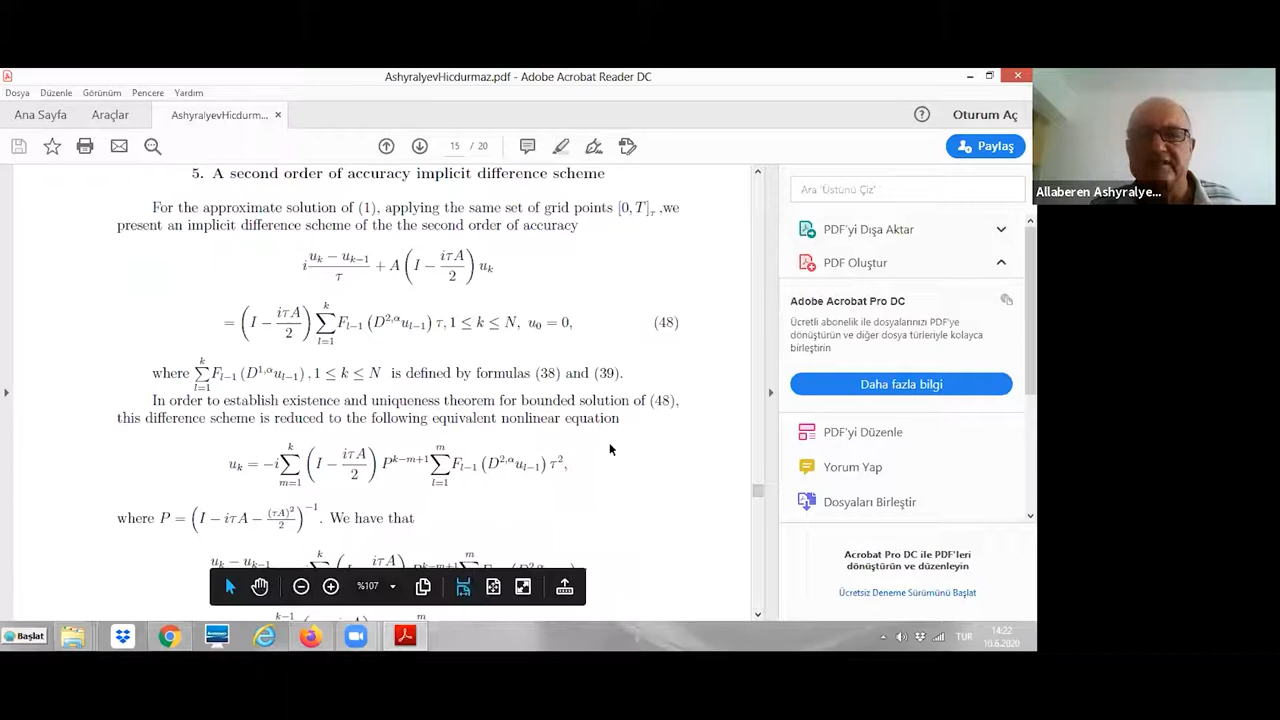 AshyralyevHicdurmaz.pdf - Adobe Acrobat Reader DC
Dosya Düzenle Görünüm Pencere Yardım
Ana Sayfa Araçlar AshyralyevHicdurm... × Oturum Aç
15 / 20 Paylaş
5. A second order of accuracy implicit difference scheme
For the approximate solution of (1), applying the same set of grid points [0, T]_τ ,we
present an implicit difference scheme of the the second order of accuracy
i (u_k − u_{k−1})/τ + A (I − iτA/2) u_k
= (I − iτA/2) ∑_{l=1}^{k} F_{l−1} (D^{2,α} u_{l−1}) τ, 1 ≤ k ≤ N, u_0 = 0, (48)
where ∑_{l=1}^{k} F_{l−1} (D^{1,α} u_{l−1}) , 1 ≤ k ≤ N is defined by formulas (38) and (39).
In order to establish existence and uniqueness theorem for bounded solution of (48),
this difference scheme is reduced to the following equivalent nonlinear equation
u_k = −i ∑_{m=1}^{k} (I − iτA/2) P^{k−m+1} ∑_{l=1}^{m} F_{l−1} (D^{2,α} u_{l−1}) τ^2,
where P = (I − iτA − (τA)^2/2)^{−1}. We have that
%107
Ara 'Üstünü Çiz'
PDF'yi Dışa Aktar
PDF Oluştur
Adobe Acrobat Pro DC
Ücretli abonelik ile dosyalarınızı PDF'ye
dönüştürün ve diğer dosya türleriyle kolayca
birleştirin
Daha fazla bilgi
PDF'yi Düzenle
Yorum Yap
Dosyaları Birleştir
Acrobat Pro DC ile PDF'leri
dönüştürün ve düzenleyin
Ücretsiz Deneme Sürümünü Başlat
Allaberen Ashyralye...
Başlat
TUR
14:22
10.6.2020